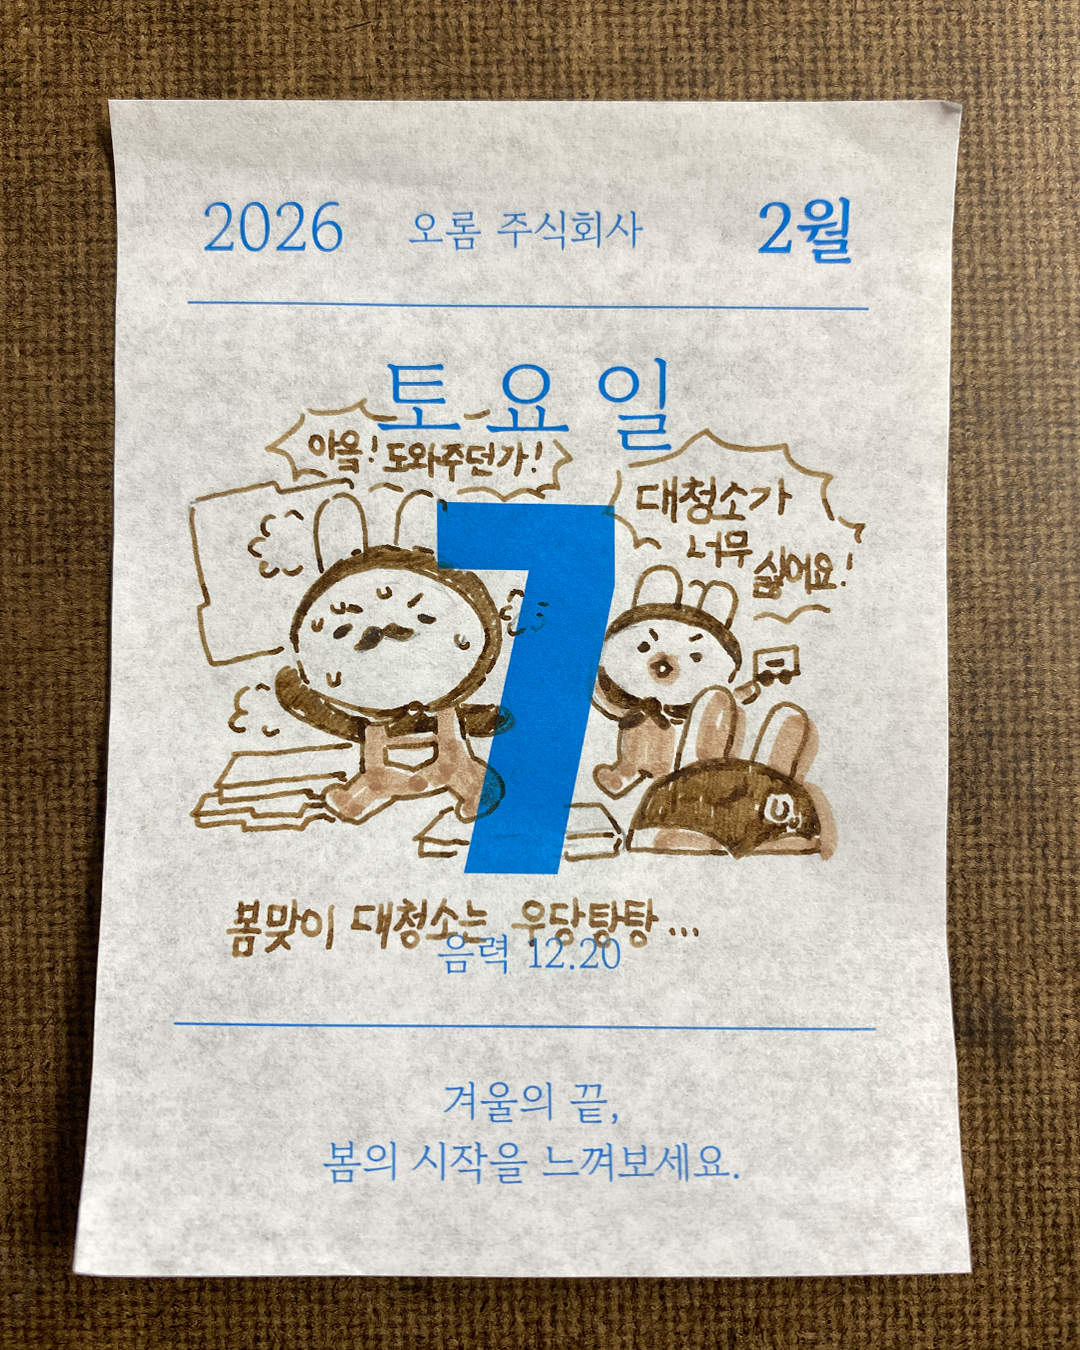 2026 오롬 주식회사 2월
토요일
아욜! 도와주던가!
대청소가
너무
싫어요!
7
봄맞이 대청소는 우당탕탕...
음력 12.20
겨울의 끝,
봄의 시작을 느껴보세요.